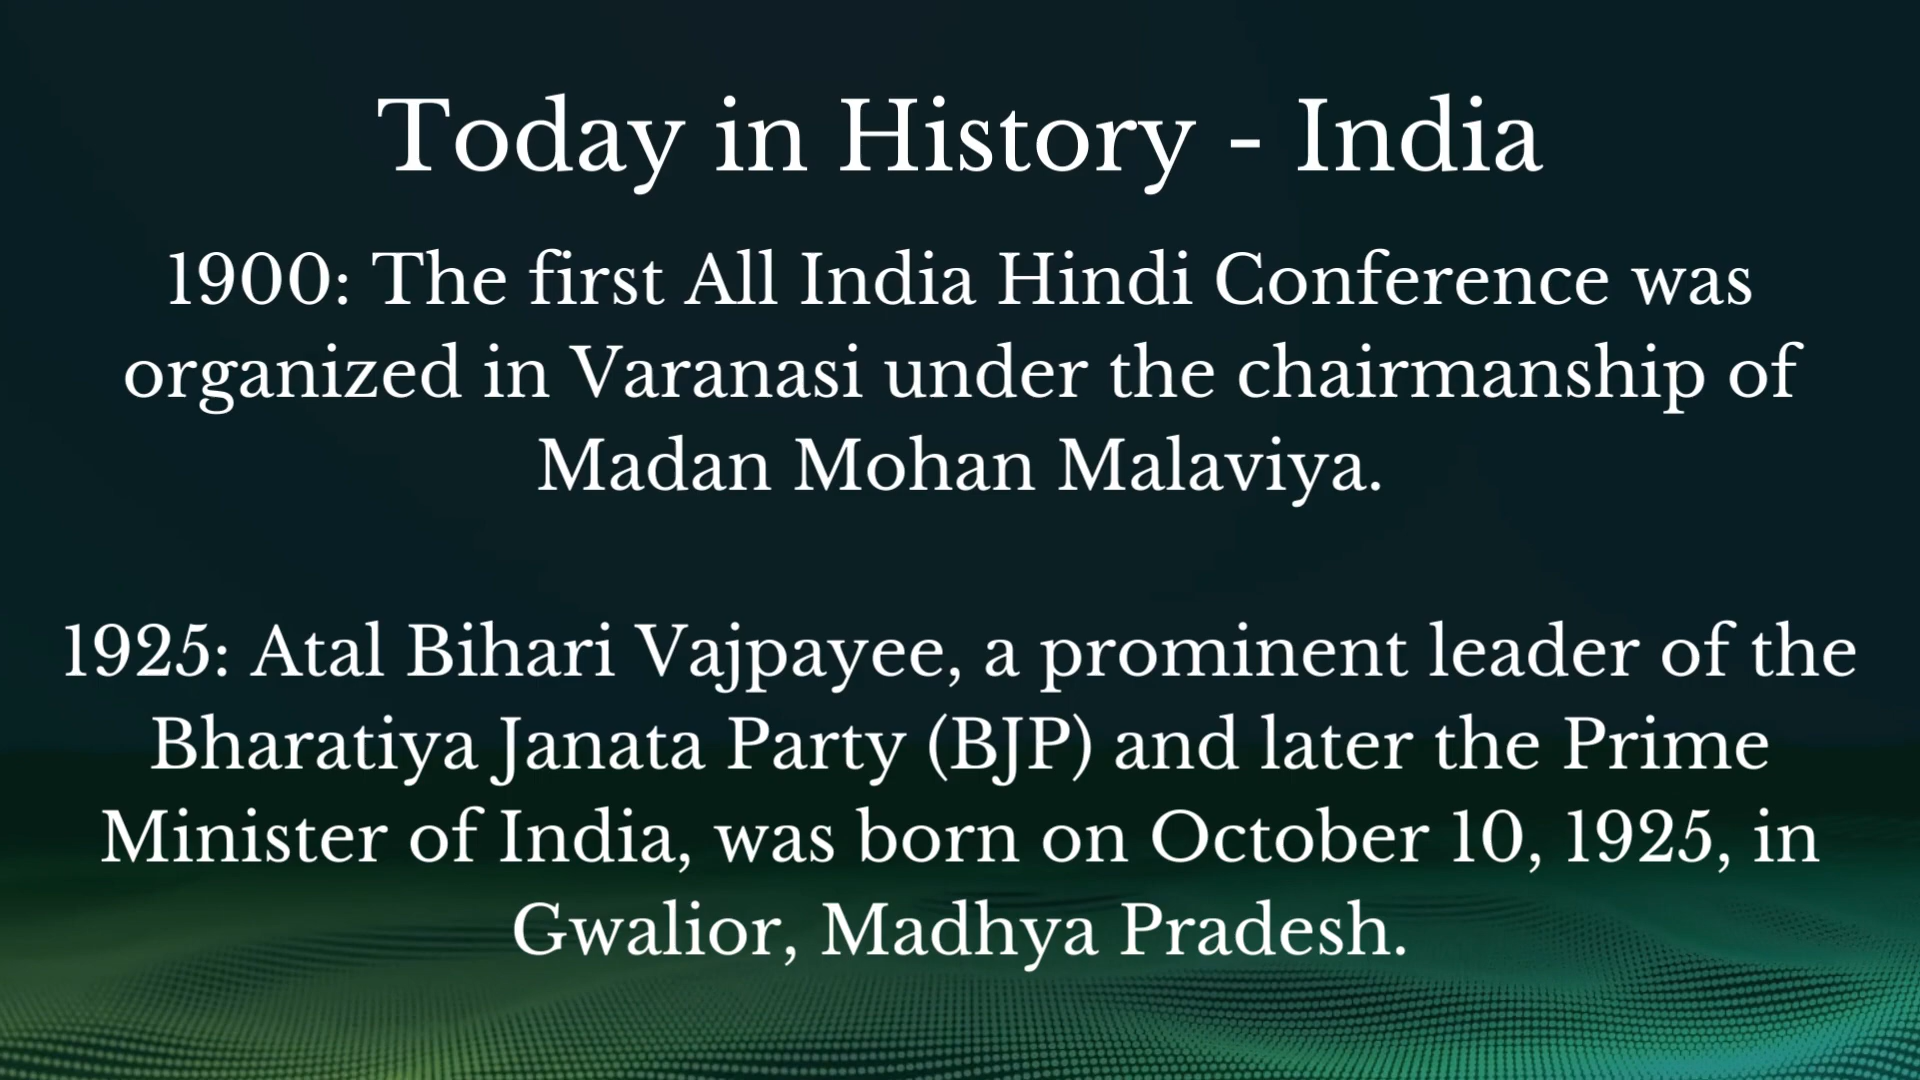 Today in History - India
1900: The first All India Hindi Conference was
organized in Varanasi under the chairmanship of
Madan Mohan Malaviya.
1925: Atal Bihari Vajpayee, a prominent leader of the
Bharatiya Janata Party (BJP) and later the Prime
Minister of India, was born on October 10, 1925, in
Gwalior, Madhya Pradesh.